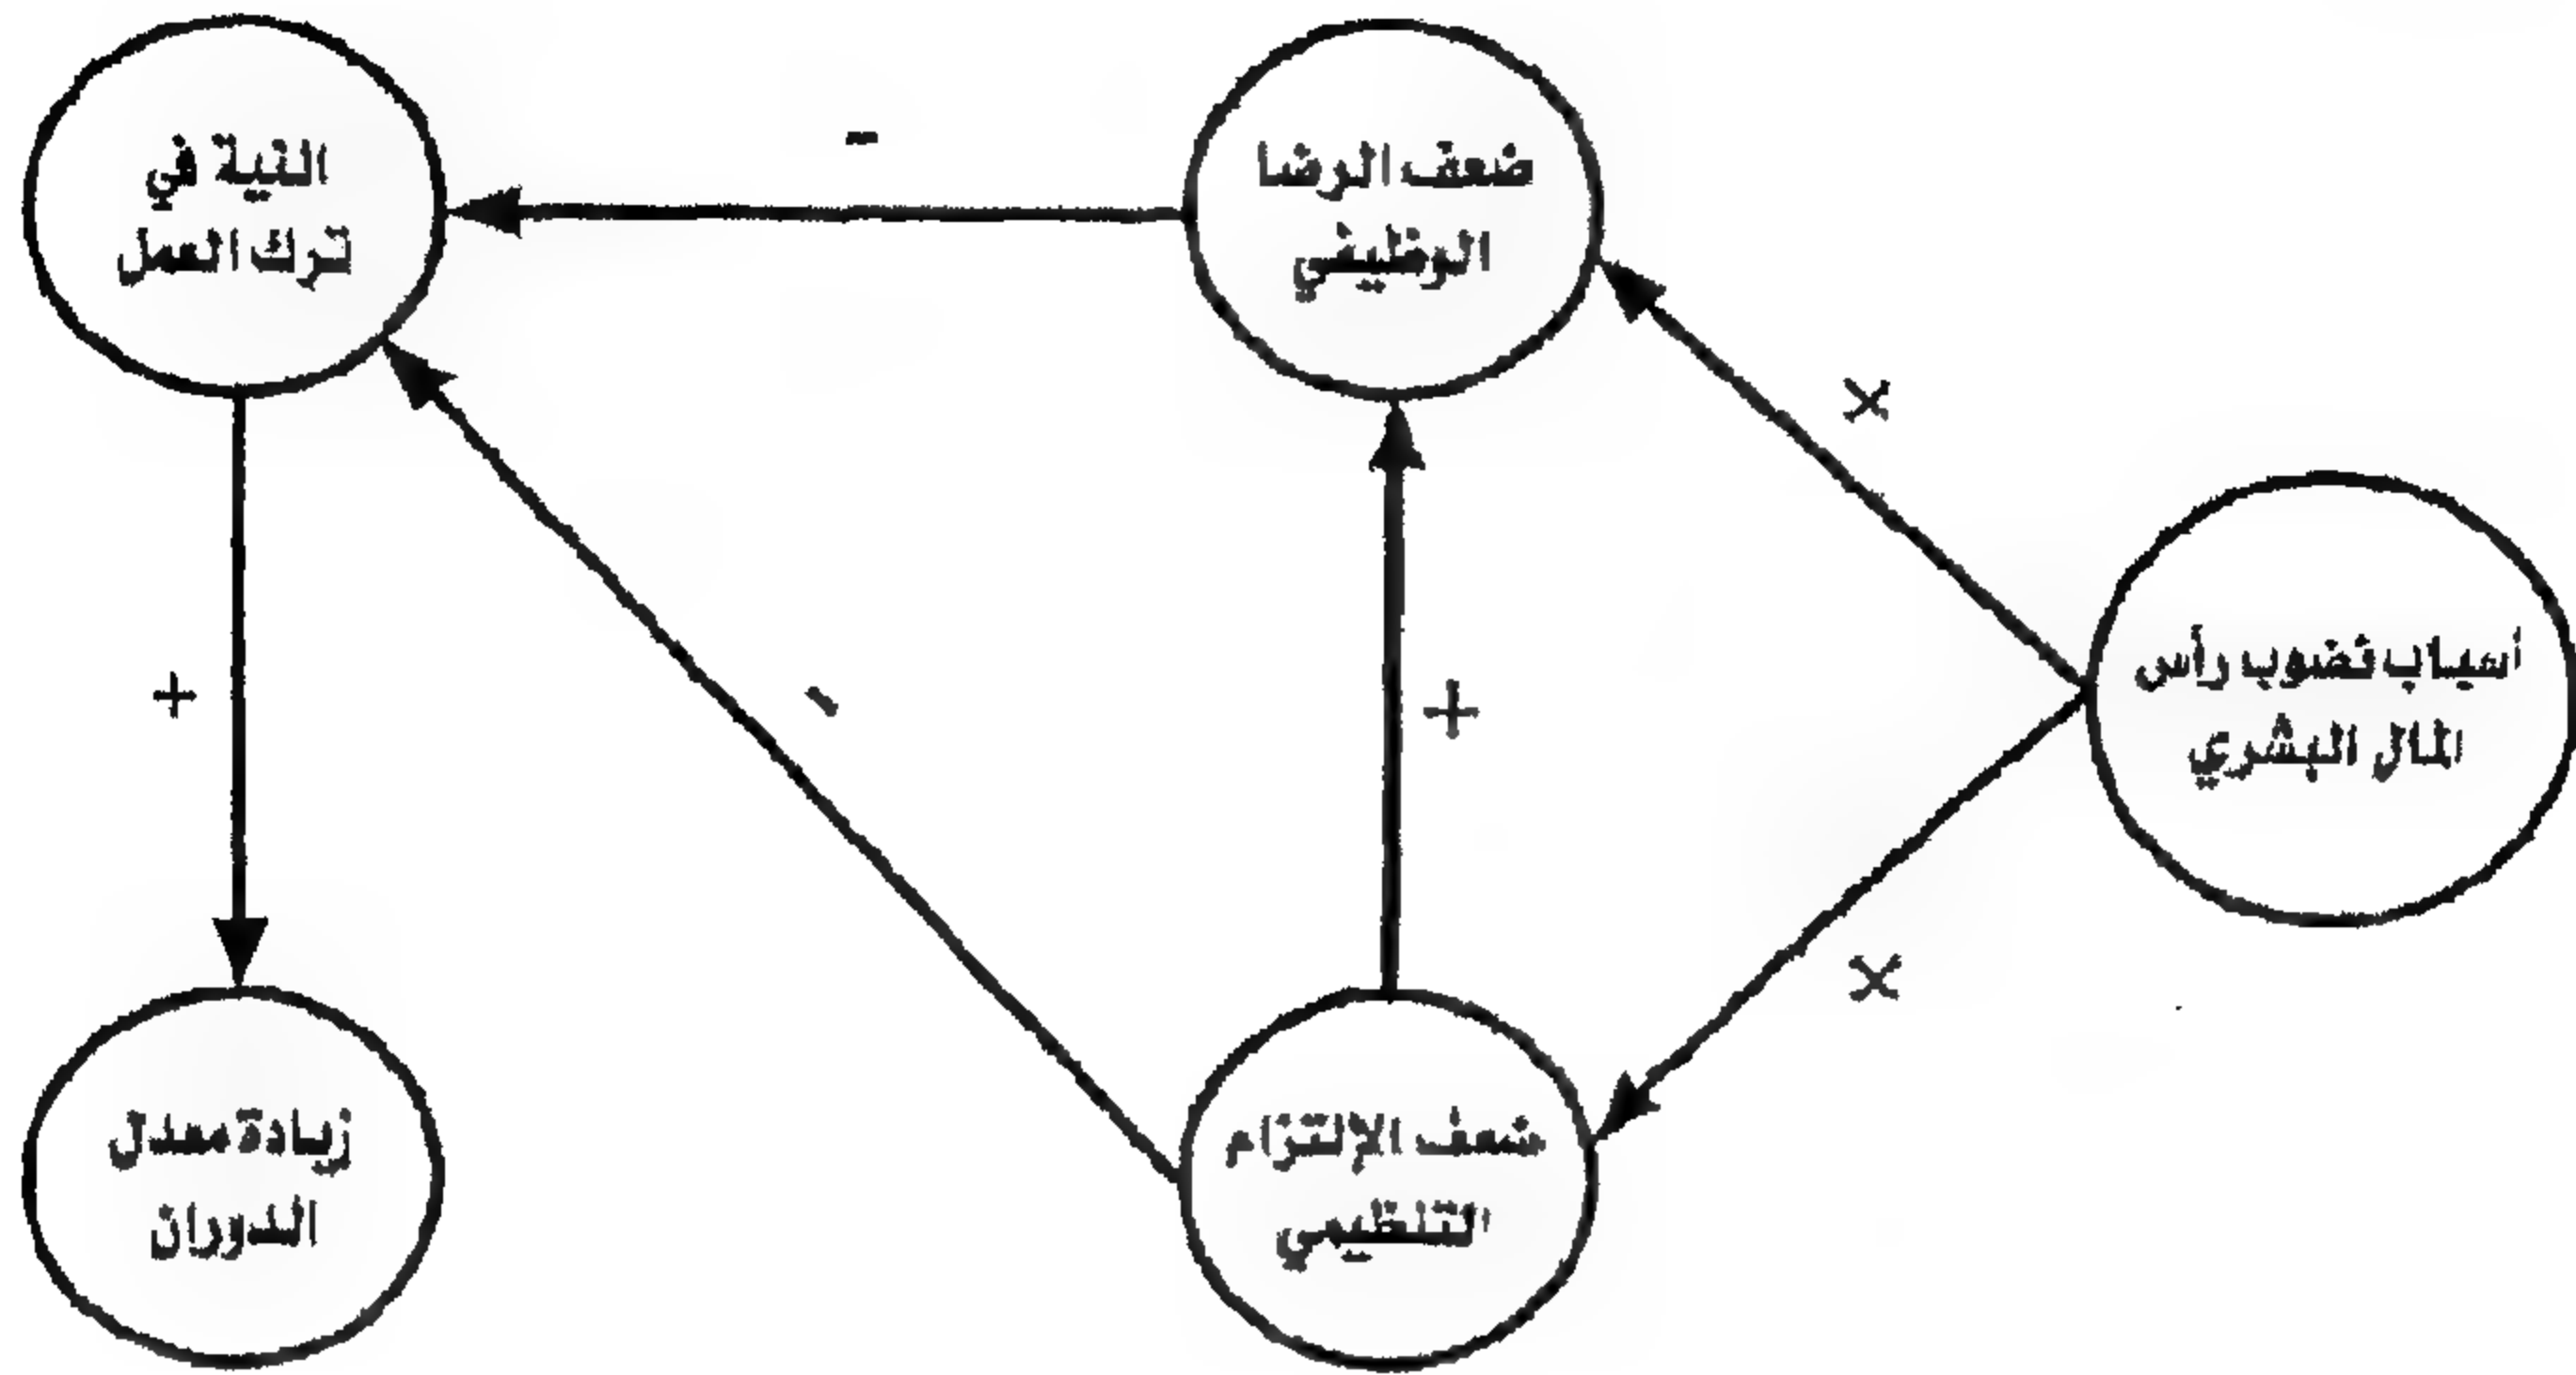 النية في
ترك العمل
-
ضعف الرضا
الوظيفي
×
أسباب نضوب رأس
المال البشري
+
-
+
×
زيادة معدل
الدوران
ضعف الإلتزام
التنظيمي